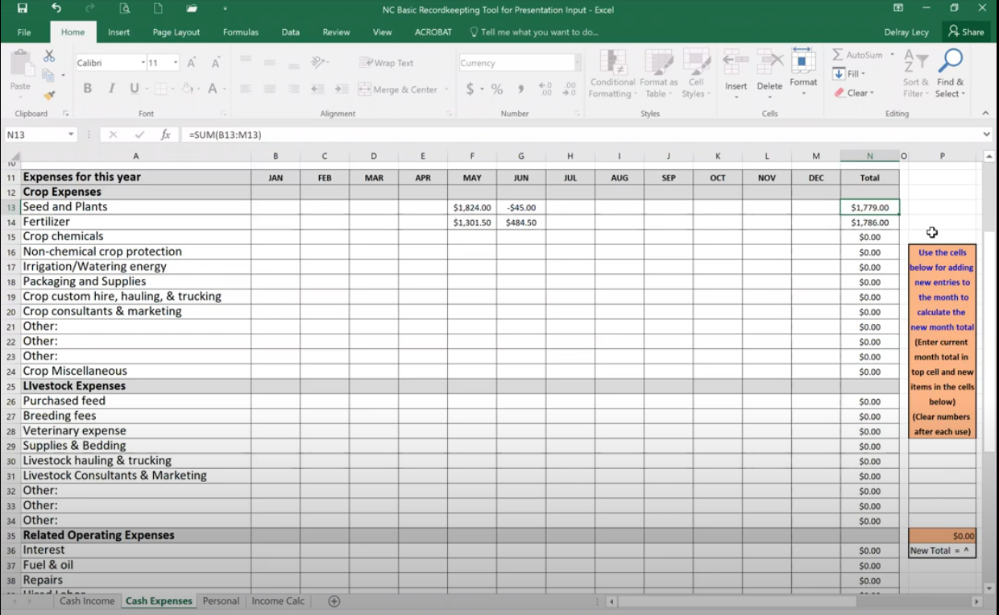 NC Basic Recordkeepting Tool for Presentation Input - Excel
File Home Insert Page Layout Formulas Data Review View ACROBAT Tell me what you want to do... Delray Lecy Share
Paste
Clipboard
Calibri 11
B I U A
Font
Wrap Text
Merge & Center
Alignment
Currency
$ % ,
Number
Conditional Formatting
Format as Table
Cell Styles
Styles
Insert Delete Format
Cells
AutoSum
Fill
Clear
Sort & Filter
Find & Select
Editing
N13 fx =SUM(B13:M13)
A B C D E F G H I J K L M N O P
10
11 Expenses for this year JAN FEB MAR APR MAY JUN JUL AUG SEP OCT NOV DEC Total
12 Crop Expenses
13 Seed and Plants $1,824.00 -$45.00 $1,779.00
14 Fertilizer $1,301.50 $484.50 $1,786.00
15 Crop chemicals $0.00
16 Non-chemical crop protection $0.00
17 Irrigation/Watering energy $0.00
18 Packaging and Supplies $0.00
19 Crop custom hire, hauling, & trucking $0.00
20 Crop consultants & marketing $0.00
21 Other: $0.00
22 Other: $0.00
23 Other: $0.00
24 Crop Miscellaneous $0.00
25 LIvestock Expenses
26 Purchased feed $0.00
27 Breeding fees $0.00
28 Veterinary expense $0.00
29 Supplies & Bedding $0.00
30 Livestock hauling & trucking $0.00
31 Livestock Consultants & Marketing $0.00
32 Other: $0.00
33 Other: $0.00
34 Other: $0.00
35 Related Operating Expenses
36 Interest $0.00
37 Fuel & oil $0.00
38 Repairs $0.00
Use the cells
below for adding
new entries to
the month to
calculate the
new month total
(Enter current
month total in
top cell and new
items in the cells
below)
(Clear numbers
after each use)
$0.00
New Total = ^
Cash Income Cash Expenses Personal Income Calc